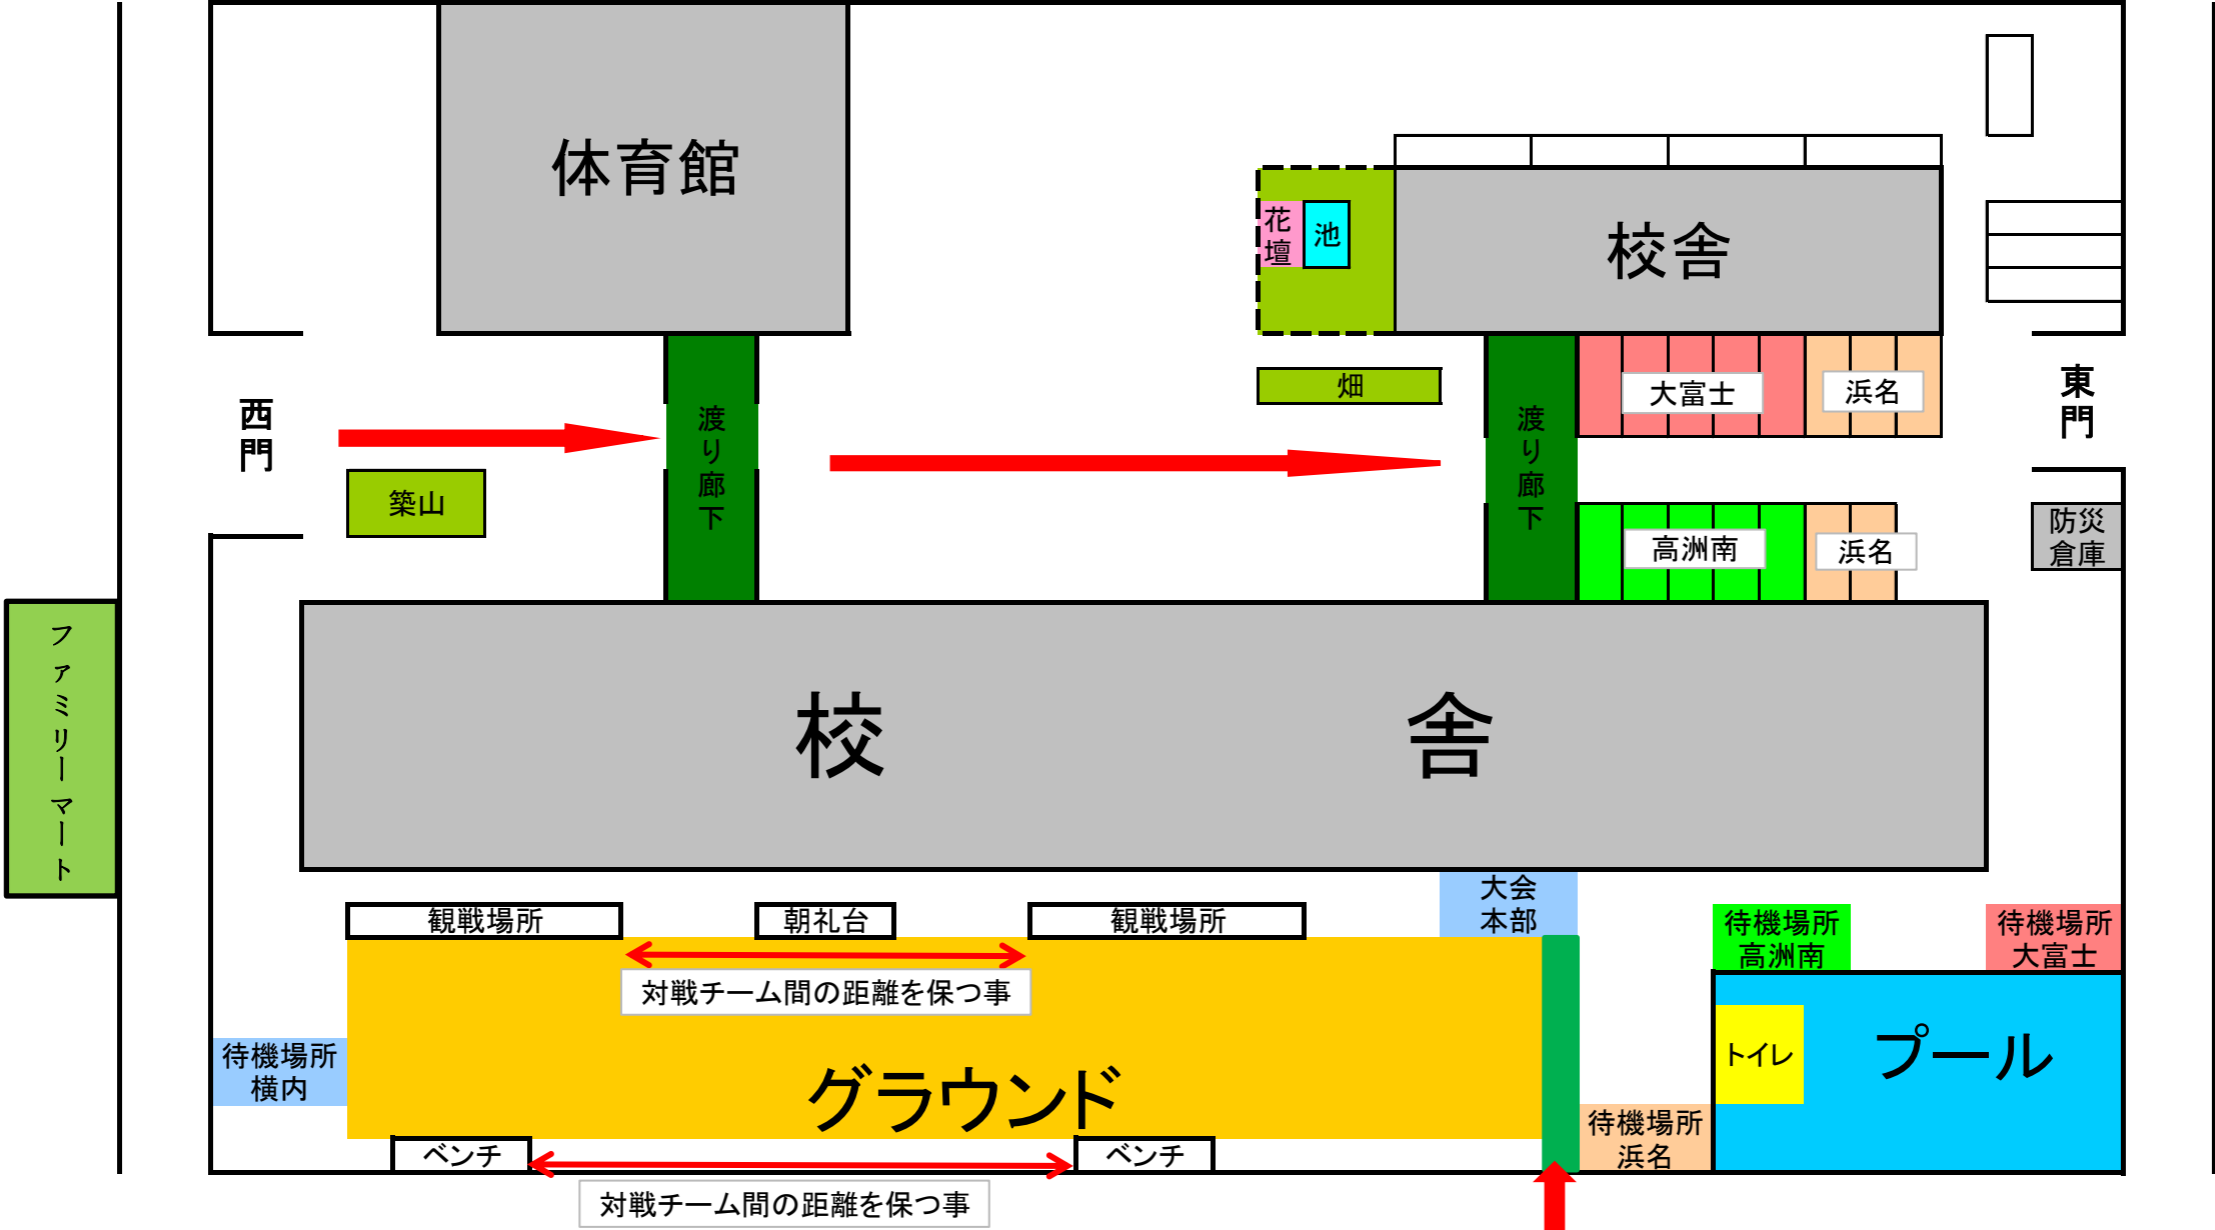 体育館
花
壇
池
校舎
畑
大富士
浜名
東
門
西
門
築山
渡
り
廊
下
渡
り
廊
下
高洲南
浜名
防災
倉庫
ファミリーマート
校舎
大会
本部
観戦場所
朝礼台
観戦場所
待機場所
高洲南
待機場所
大富士
対戦チーム間の距離を保つ事
待機場所
横内
グラウンド
トイレ
プール
待機場所
浜名
ベンチ
ベンチ
対戦チーム間の距離を保つ事